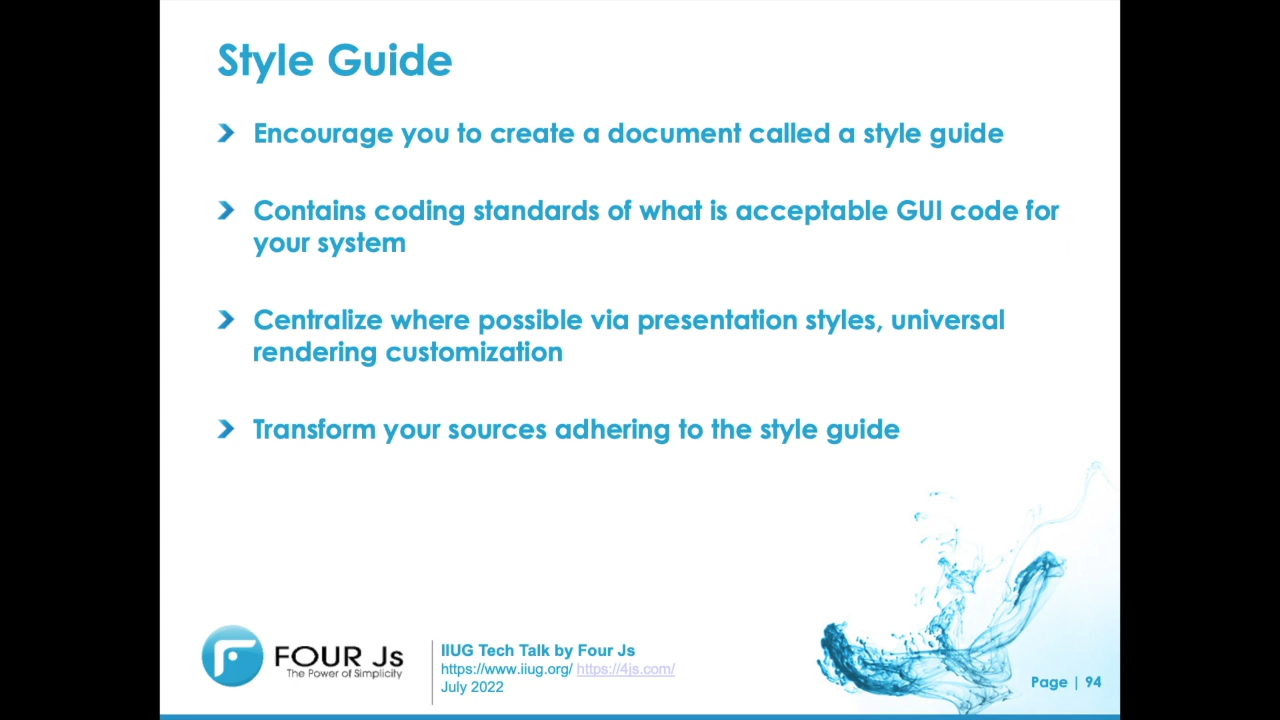 Style Guide
Encourage you to create a document called a style guide
Contains coding standards of what is acceptable GUI code for
your system
Centralize where possible via presentation styles, universal
rendering customization
Transform your sources adhering to the style guide
FOUR Js
The Power of Simplicity
IIUG Tech Talk by Four Js
https://www.iiug.org/ https://4js.com/
July 2022
Page | 94